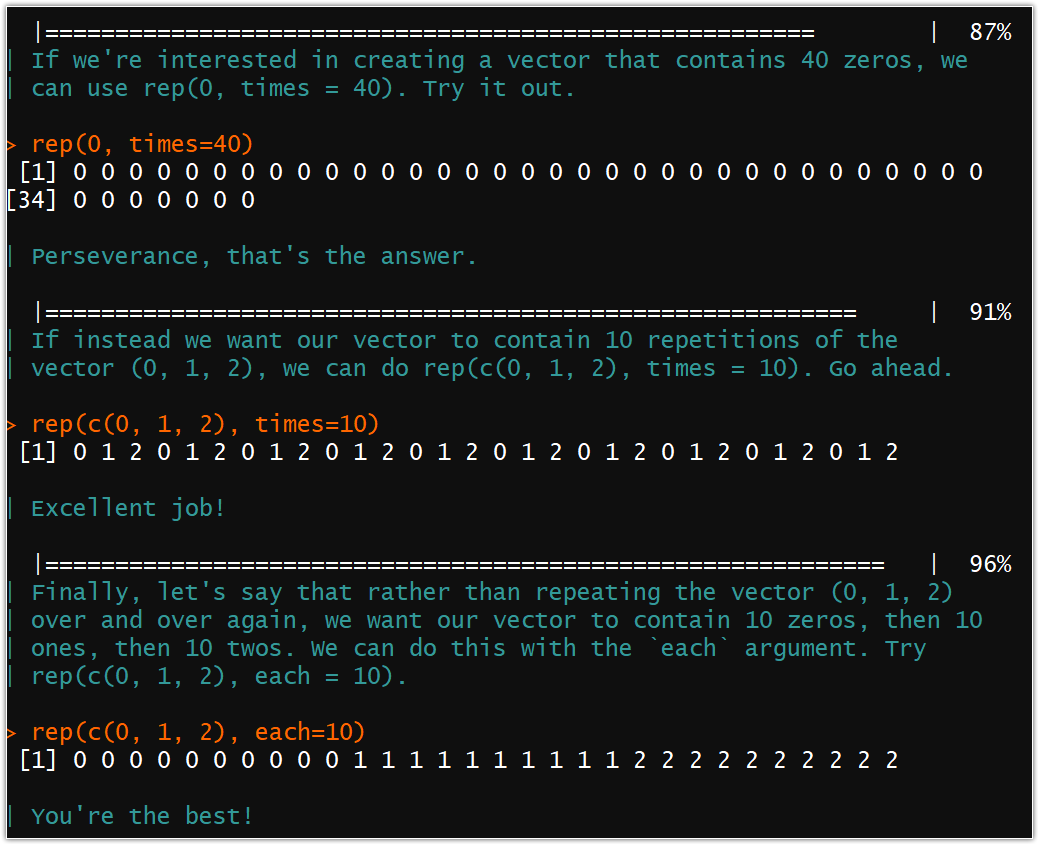 |=======================================================        |  87%
| If we're interested in creating a vector that contains 40 zeros, we
| can use rep(0, times = 40). Try it out.
> rep(0, times=40)
 [1] 0 0 0 0 0 0 0 0 0 0 0 0 0 0 0 0 0 0 0 0 0 0 0 0 0 0 0 0 0 0 0 0 0
[34] 0 0 0 0 0 0 0
| Perseverance, that's the answer.
|==========================================================     |  91%
| If instead we want our vector to contain 10 repetitions of the
| vector (0, 1, 2), we can do rep(c(0, 1, 2), times = 10). Go ahead.
> rep(c(0, 1, 2), times=10)
 [1] 0 1 2 0 1 2 0 1 2 0 1 2 0 1 2 0 1 2 0 1 2 0 1 2 0 1 2 0 1 2
| Excellent job!
|============================================================   |  96%
| Finally, let's say that rather than repeating the vector (0, 1, 2)
| over and over again, we want our vector to contain 10 zeros, then 10
| ones, then 10 twos. We can do this with the `each` argument. Try
| rep(c(0, 1, 2), each = 10).
> rep(c(0, 1, 2), each=10)
 [1] 0 0 0 0 0 0 0 0 0 0 1 1 1 1 1 1 1 1 1 1 2 2 2 2 2 2 2 2 2 2
| You're the best!